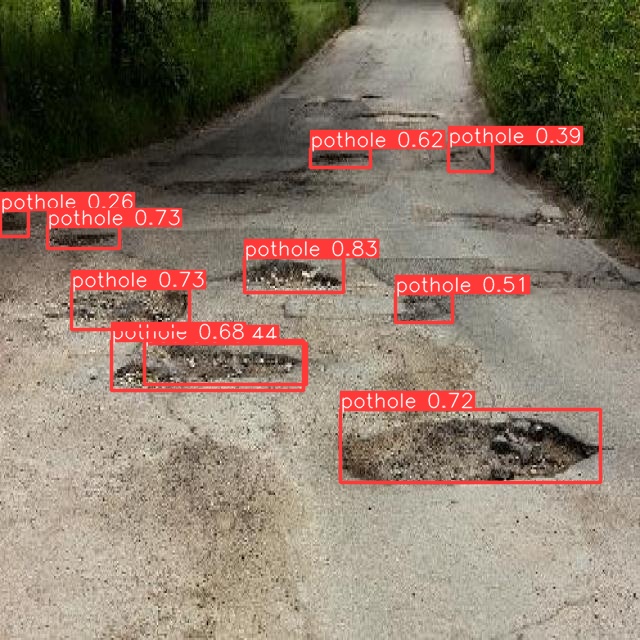 pothole 0.62
pothole 0.39
pothole 0.26
pothole 0.73
pothole 0.83
pothole 0.73
pothole 0.51
pothole 0.68
44
pothole 0.72